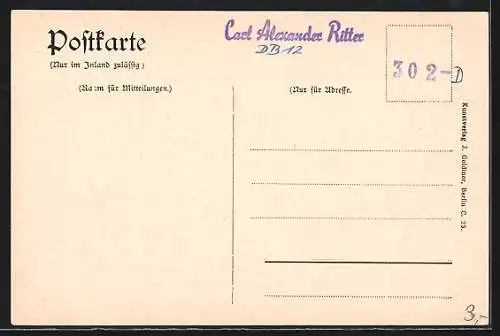 Postkarte
(Nur im Inland zulässig)
(Raum für Mitteilungen.)
Carl Alexander Ritter
DB 12
302-D
(Nur für Adresse.)
Kunstverlag J. Goldiner, Berlin C. 25.
3,-